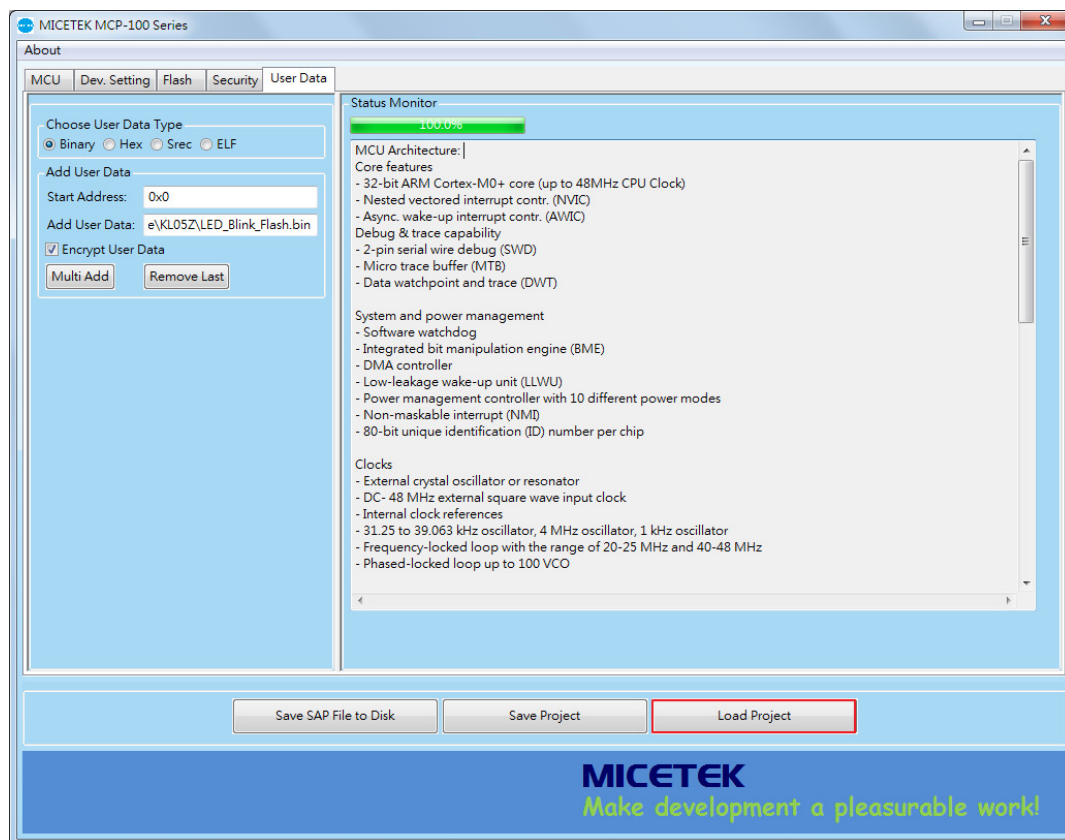 MICETEK MCP-100 Series
About
MCU Dev. Setting Flash Security User Data
Choose User Data Type
Binary Hex Srec ELF
Add User Data
Start Address: 0x0
Add User Data: e\KL05Z\LED_Blink_Flash.bin
Encrypt User Data
Multi Add Remove Last
Status Monitor
100.0%
MCU Architecture:
Core features
- 32-bit ARM Cortex-M0+ core (up to 48MHz CPU Clock)
- Nested vectored interrupt contr. (NVIC)
- Async. wake-up interrupt contr. (AWIC)
Debug & trace capability
- 2-pin serial wire debug (SWD)
- Micro trace buffer (MTB)
- Data watchpoint and trace (DWT)
System and power management
- Software watchdog
- Integrated bit manipulation engine (BME)
- DMA controller
- Low-leakage wake-up unit (LLWU)
- Power management controller with 10 different power modes
- Non-maskable interrupt (NMI)
- 80-bit unique identification (ID) number per chip
Clocks
- External crystal oscillator or resonator
- DC- 48 MHz external square wave input clock
- Internal clock references
- 31.25 to 39.063 kHz oscillator, 4 MHz oscillator, 1 kHz oscillator
- Frequency-locked loop with the range of 20-25 MHz and 40-48 MHz
- Phased-locked loop up to 100 VCO
Save SAP File to Disk Save Project Load Project
MICETEK
Make development a pleasurable work!